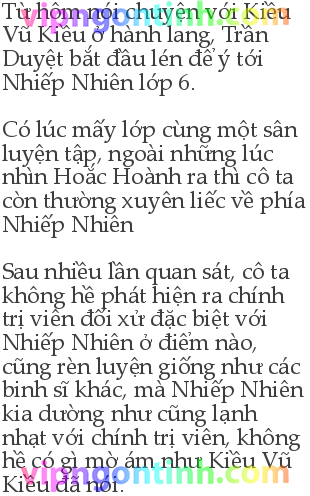 Từ hôm nói chuyện với Kiều
Vũ Kiều ở hành lang, Trần
Duyệt bắt đầu lén để ý tới
Nhiếp Nhiên lớp 6.
Có lúc mấy lớp cùng một sân
luyện tập, ngoài những lúc
nhìn Hoắc Hoành ra thì cô ta
còn thường xuyên liếc về phía
Nhiếp Nhiên
Sau nhiều lần quan sát, cô ta
không hề phát hiện ra chính
trị viên đối xử đặc biệt với
Nhiếp Nhiên ở điểm nào,
cũng rèn luyện giống như các
binh sĩ khác, mà Nhiếp Nhiên
kia dường như cũng lạnh
nhạt với chính trị viên, không
hề có gì mờ ám như Kiều Vũ
Kiều đã nói.
vipngontinh.com
vipngontinh.com